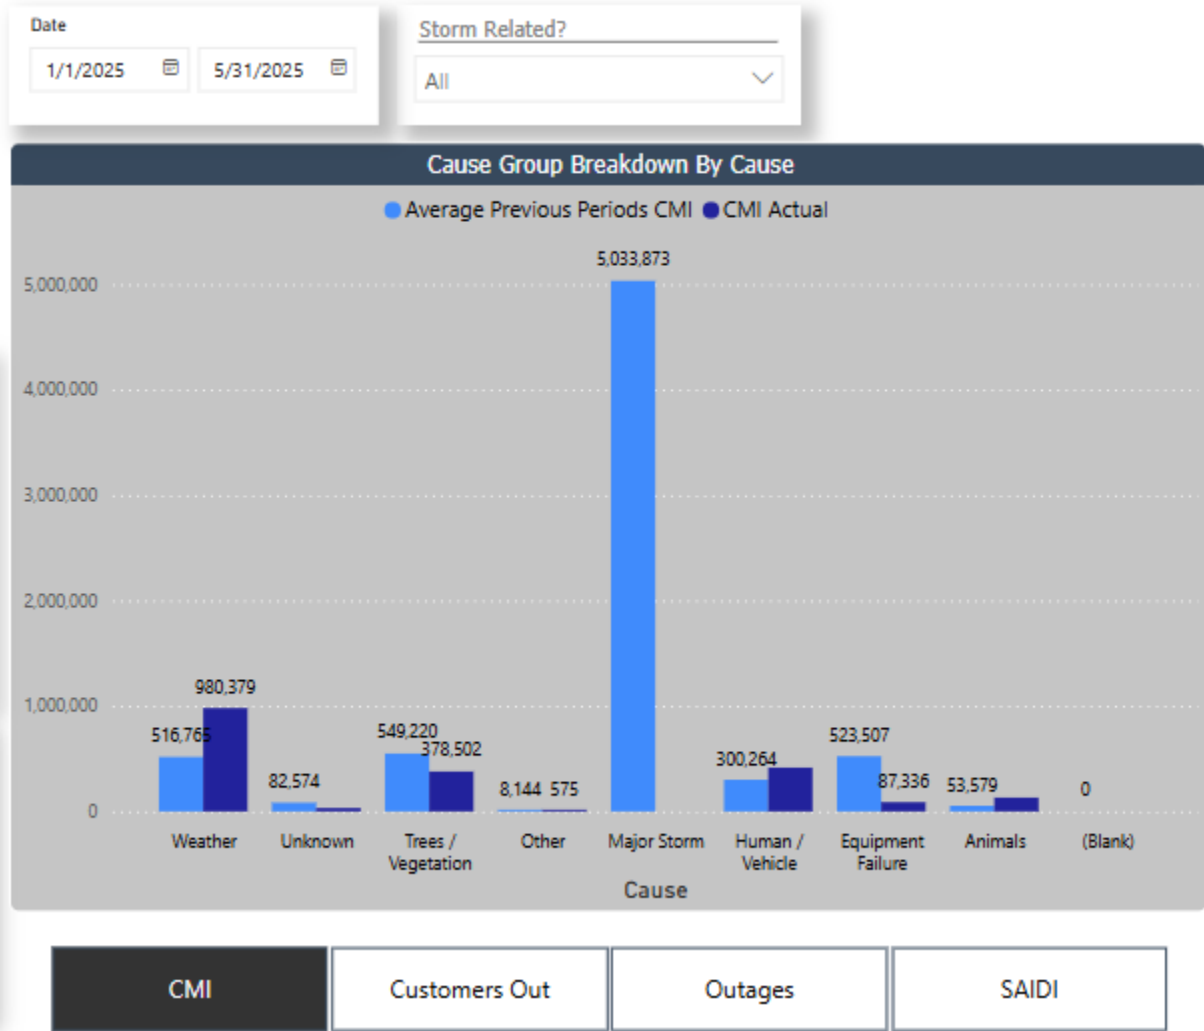 Date
1/1/2025 5/31/2025
Storm Related?
All
Cause Group Breakdown By Cause
Average Previous Periods CMI CMI Actual
5,033,873
5,000,000
4,000,000
3,000,000
2,000,000
980,379
1,000,000
516,765
549,220
378,502
523,507
300,264
82,574
87,336
53,579
8,144 575
0
0
Weather Unknown Trees / Vegetation Other Major Storm Human / Vehicle Equipment Failure Animals (Blank)
Cause
CMI Customers Out Outages SAIDI